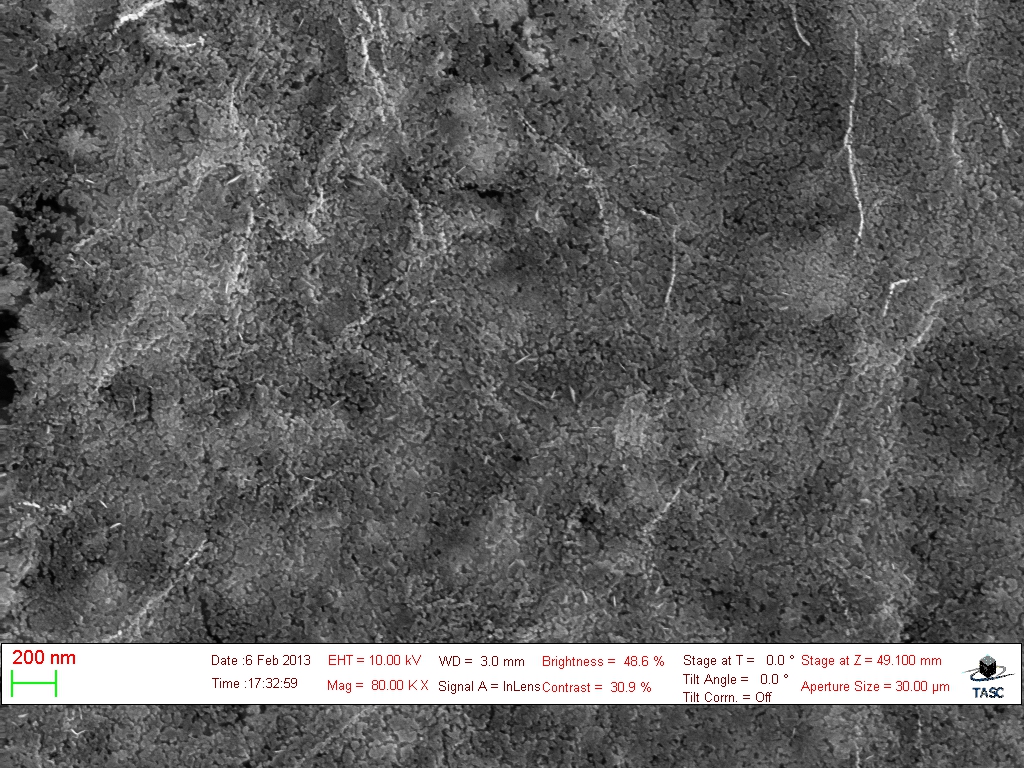 200 nm
Date :6 Feb 2013
Time :17:32:59
EHT = 10.00 kV
Mag = 80.00 K X
WD = 3.0 mm
Signal A = InLens
Brightness = 48.6 %
Contrast = 30.9 %
Stage at T = 0.0 °
Tilt Angle = 0.0 °
Tilt Corrn. = Off
Stage at Z = 49.100 mm
Aperture Size = 30.00 µm
TASC